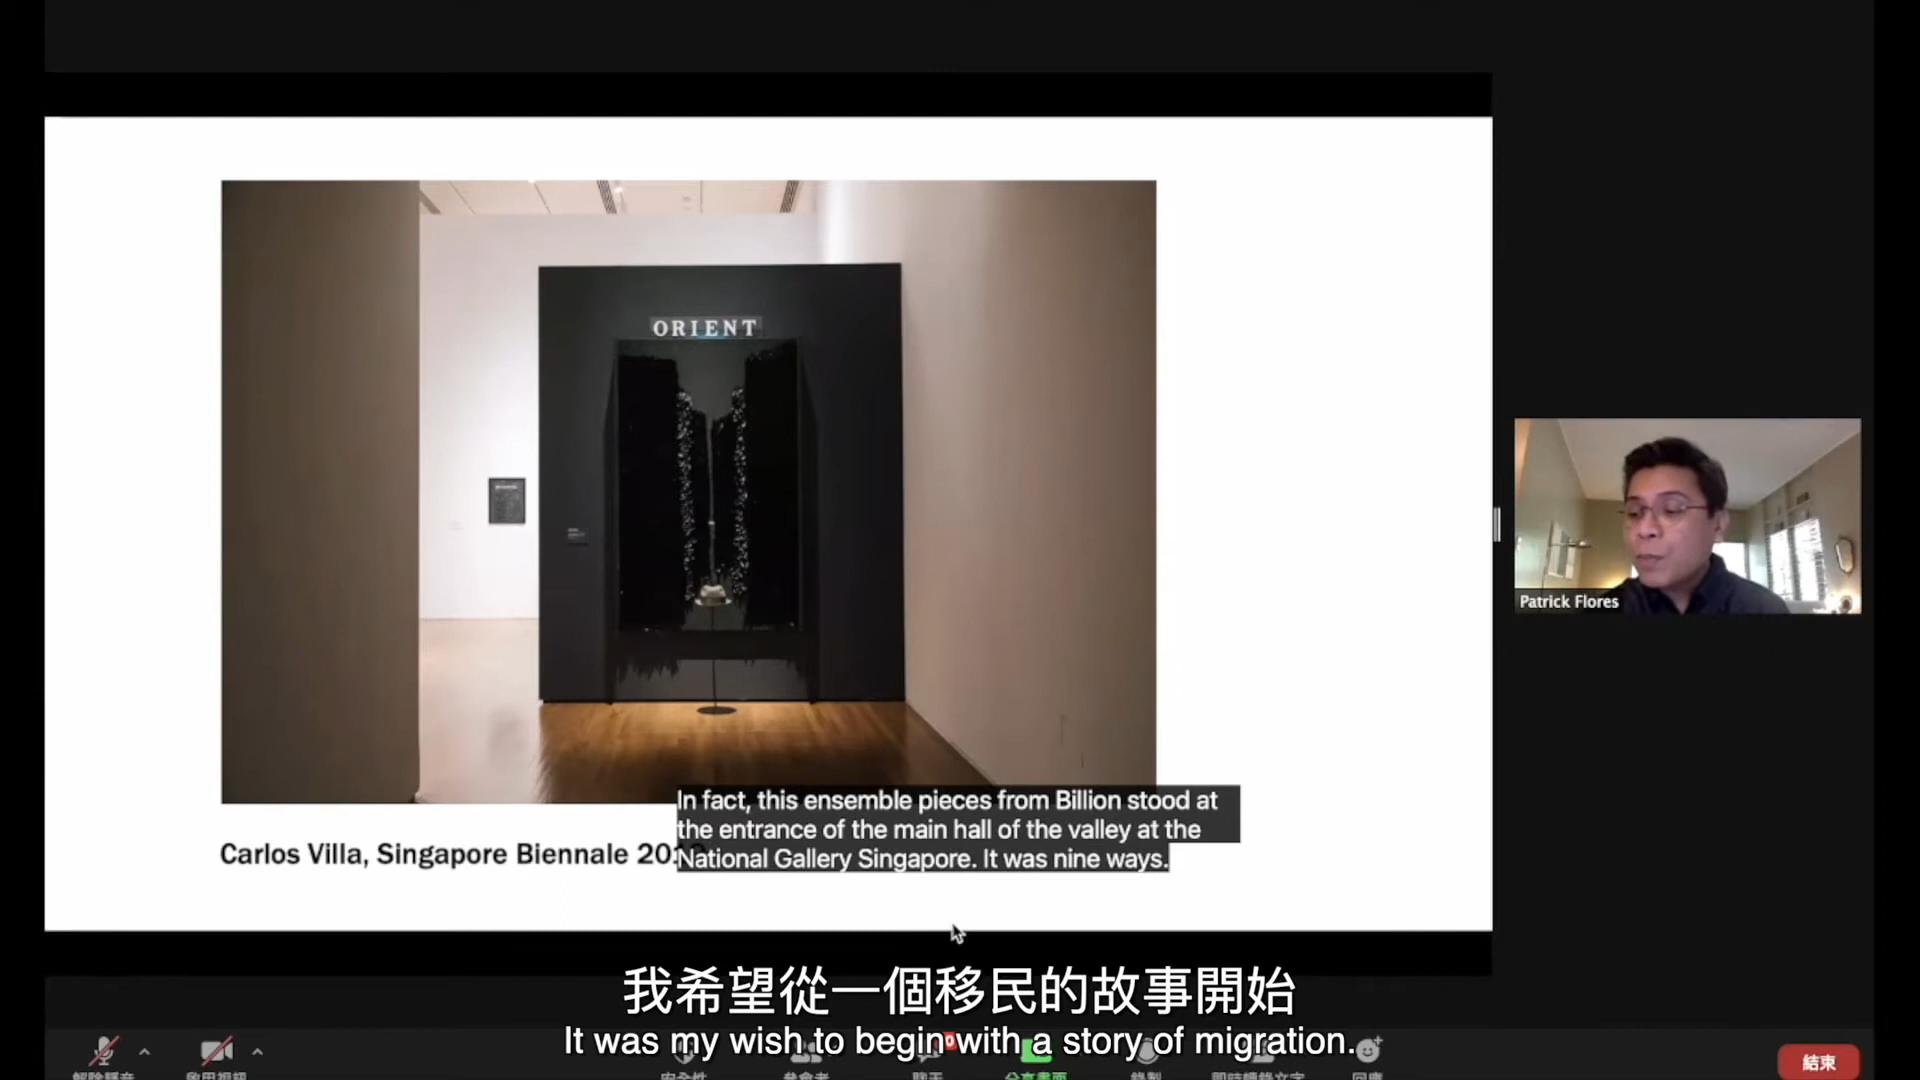 ORIENT
In fact, this ensemble pieces from Billion stood at
the entrance of the main hall of the valley at the
National Gallery Singapore. It was nine ways.
Carlos Villa, Singapore Biennale
Patrick Flores
我希望從一個移民的故事開始
It was my wish to begin with a story of migration.
結束